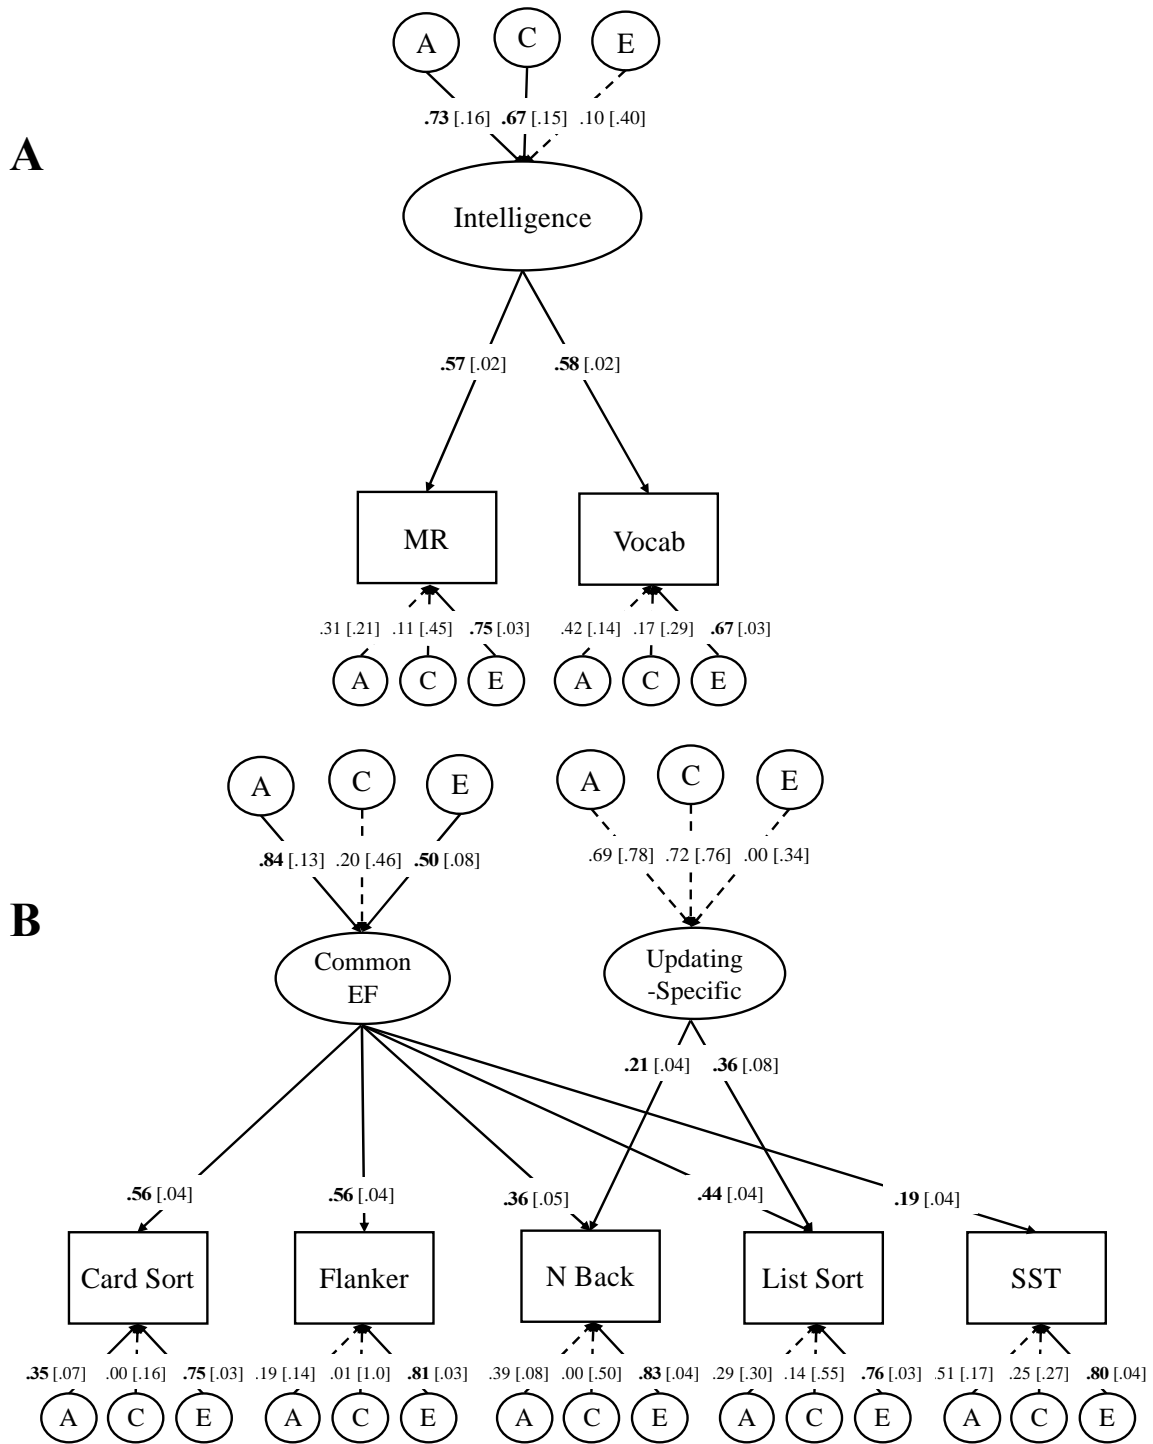 A C E
.73 [.16] .67 [.15] .10 [.40]
A
Intelligence
.57 [.02] .58 [.02]
MR Vocab
.31 [.21] .11 [.45] .75 [.03] .42 [.14] .17 [.29] .67 [.03]
A C E A C E
A C E A C E
.84 [.13] .20 [.46] .50 [.08] .69 [.78] .72 [.76] .00 [.34]
B
Common
EF
Updating
-Specific
.21 [.04] .36 [.08]
.56 [.04] .56 [.04] .36 [.05] .44 [.04] .19 [.04]
Card Sort Flanker N Back List Sort SST
.35 [.07] .00 [.16] .75 [.03] .19 [.14] .01 [1.0] .81 [.03] .39 [.08] .00 [.50] .83 [.04] .29 [.30] .14 [.55] .76 [.03] .51 [.17] .25 [.27] .80 [.04]
A C E A C E A C E A C E A C E